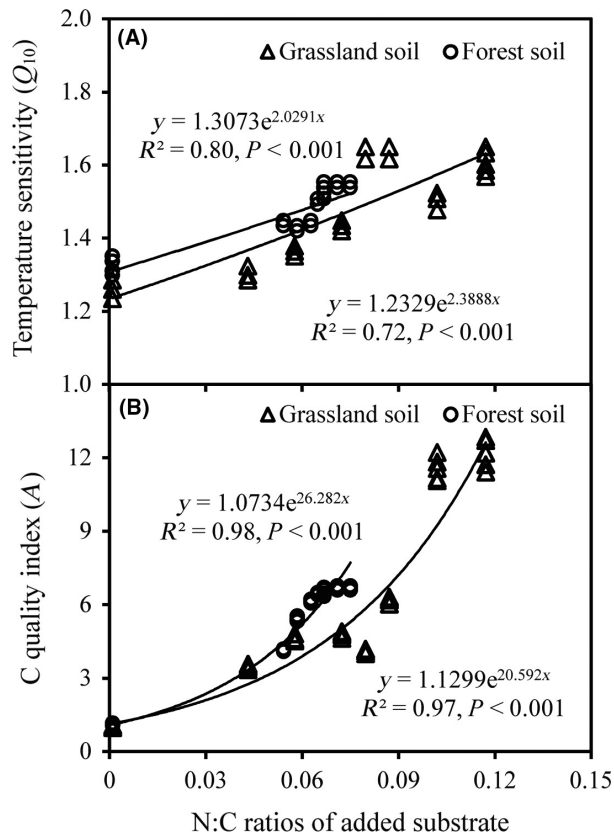 2.0
(A)
Grassland soil Forest soil
1.8
y = 1.3073e^2.0291x
R² = 0.80, P < 0.001
1.6
1.4
1.2
y = 1.2329e^2.3888x
R² = 0.72, P < 0.001
1.0
Temperature sensitivity (Q10)
(B)
Grassland soil Forest soil
12
y = 1.0734e^26.282x
R² = 0.98, P < 0.001
9
6
3
y = 1.1299e^20.592x
R² = 0.97, P < 0.001
0
C quality index (A)
0 0.03 0.06 0.09 0.12 0.15
N:C ratios of added substrate